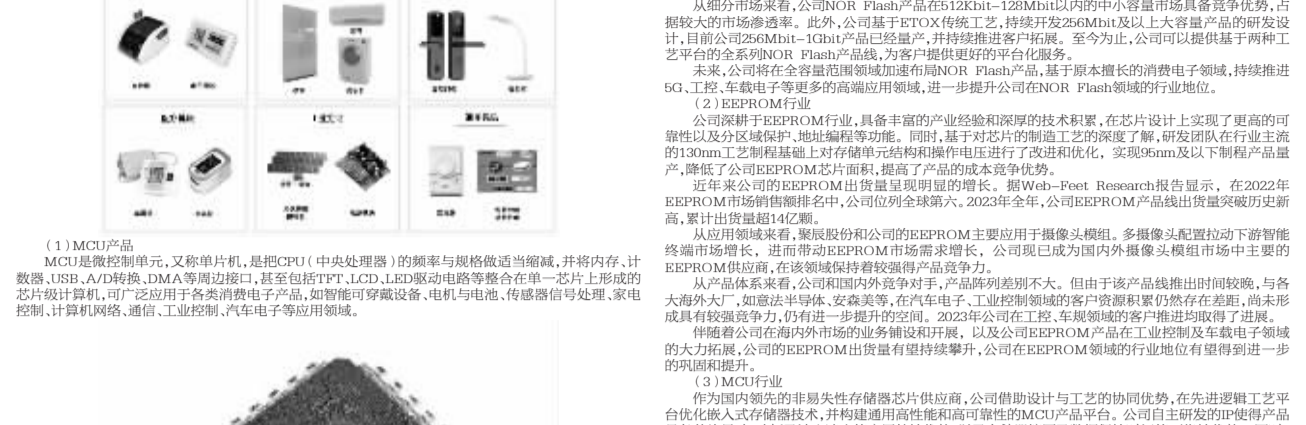 （1）MCU产品
MCU是微控制单元,又称单片机,是把CPU（中央处理器）的频率与规格做适当缩减,并将内存、计
数器、USB、A/D转换、DMA等周边接口,甚至包括TFT、LCD、LED驱动电路等整合在单一芯片上形成的
芯片级计算机,可广泛应用于各类消费电子产品,如智能可穿戴设备、电机与电池、传感器信号处理、家电
控制、计算机网络、通信、工业控制、汽车电子等应用领域。
从细分市场来看,公司NOR Flash产品在512Kbit-128Mbit以内的中小容量市场具备竞争优势,占
据较大的市场渗透率。此外,公司基于ETOX传统工艺,持续开发256Mbit及以上大容量产品的研发设
计,目前公司256Mbit-1Gbit产品已经量产,并持续推进客户拓展。至今为止,公司可以提供基于两种工
艺平台的全系列NOR Flash产品线,为客户提供更好的平台化服务。
未来,公司将在全容量范围领域加速布局NOR Flash产品,基于原本擅长的消费电子领域,持续推进
5G、工控、车载电子等更多的高端应用领域,进一步提升公司在NOR Flash领域的行业地位。
（2）EEPROM行业
公司深耕于EEPROM行业,具备丰富的产业经验和深厚的技术积累,在芯片设计上实现了更高的可
靠性以及分区域保护、地址编程等功能。同时,基于对芯片的制造工艺的深度了解,研发团队在行业主流
的130nm工艺制程基础上对存储单元结构和操作电压进行了改进和优化，实现95nm及以下制程产品量
产,降低了公司EEPROM芯片面积,提高了产品的成本竞争优势。
近年来公司的EEPROM出货量呈现明显的增长。据Web-Feet Research报告显示，在2022年
EEPROM市场销售额排名中,公司位列全球第六。2023年全年,公司EEPROM产品线出货量突破历史新
高,累计出货量超14亿颗。
从应用领域来看,聚辰股份和公司的EEPROM主要应用于摄像头模组。多摄像头配置拉动下游智能
终端市场增长，进而带动EEPROM市场需求增长，公司现已成为国内外摄像头模组市场中主要的
EEPROM供应商,在该领域保持着较强得产品竞争力。
从产品体系来看,公司和国内外竞争对手,产品阵列差别不大。但由于该产品线推出时间较晚,与各
大海外大厂,如意法半导体、安森美等,在汽车电子、工业控制领域的客户资源积累仍然存在差距,尚未形
成具有较强竞争力,仍有进一步提升的空间。2023年公司在工控、车规领域的客户推进均取得了进展。
伴随着公司在海内外市场的业务铺设和开展，以及公司EEPROM产品在工业控制及车载电子领域
的大力拓展,公司的EEPROM出货量有望持续攀升,公司在EEPROM领域的行业地位有望得到进一步
的巩固和提升。
（3）MCU行业
作为国内领先的非易失性存储器芯片供应商,公司借助设计与工艺的协同优势,在先进逻辑工艺平
台优化嵌入式存储器技术,并构建通用高性能和高可靠性的MCU产品平台。公司自主研发的IP使得产品